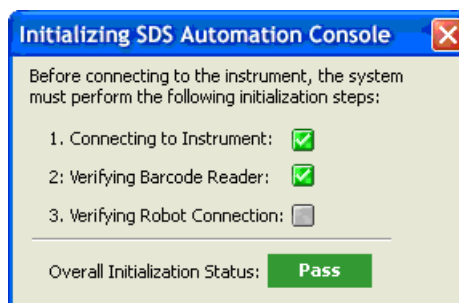 Initializing SDS Automation Console
Before connecting to the instrument, the system
must perform the following initialization steps:
1. Connecting to Instrument:
2: Verifying Barcode Reader:
3. Verifying Robot Connection:
Overall Initialization Status: Pass